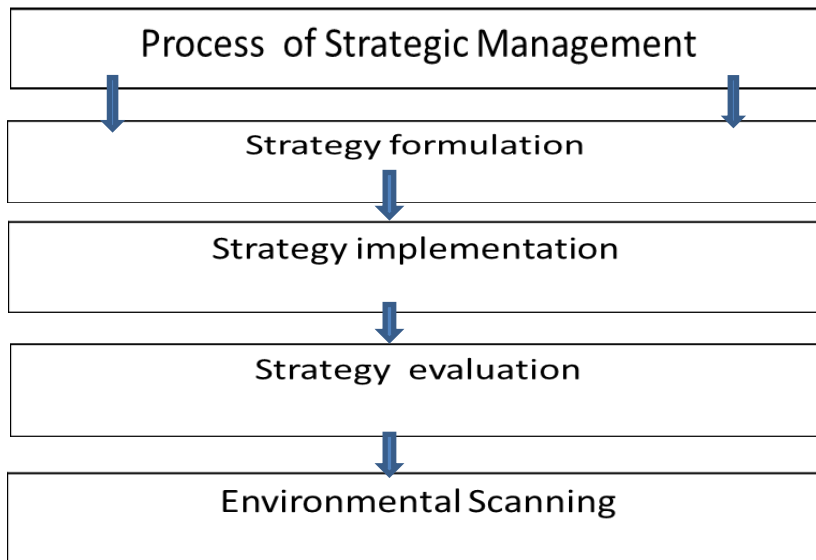 Process of Strategic Management
Strategy formulation
Strategy implementation
Strategy evaluation
Environmental Scanning